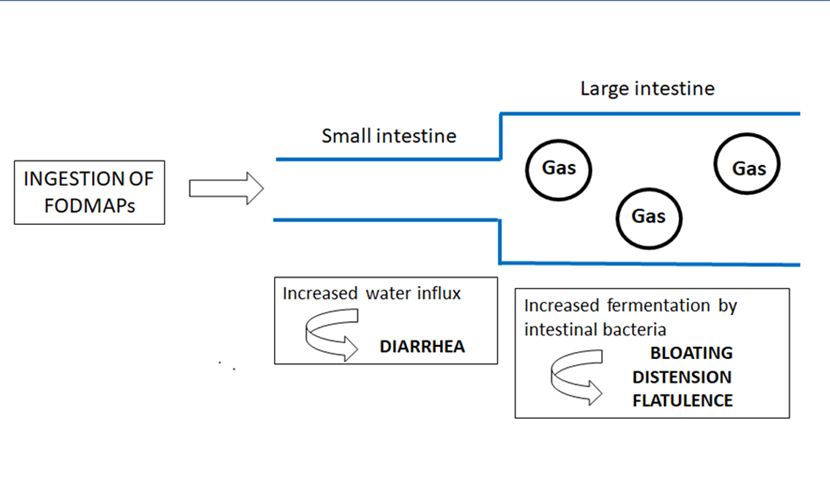 Large intestine
Small intestine
INGESTION OF
FODMAPs
Gas
Gas
Gas
Increased water influx
DIARRHEA
Increased fermentation by
intestinal bacteria
BLOATING
DISTENSION
FLATULENCE